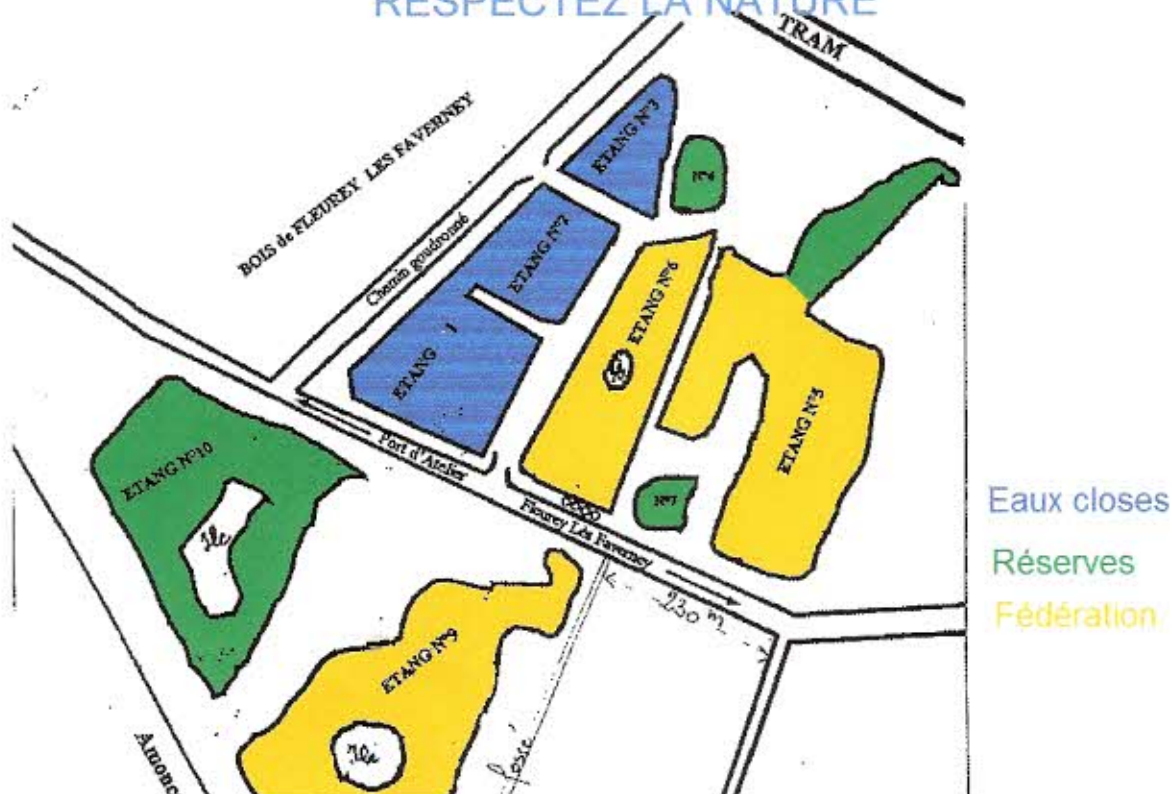 RESPECTEZ LA NATURE
TRAM
BOIS de FLEUREY LES FAVERNEY
Chemin goudronné
ETANG N°3
ETANG N°2
ETANG 1
ETANG N°6
ETANG N°5
N°7
Port d'Atelier
Fleurey Lès Faverney
230 m
ETANG N°10
Ile
ETANG N°9
Ile
fossé
Amonc
Eaux closes
Réserves
Fédération